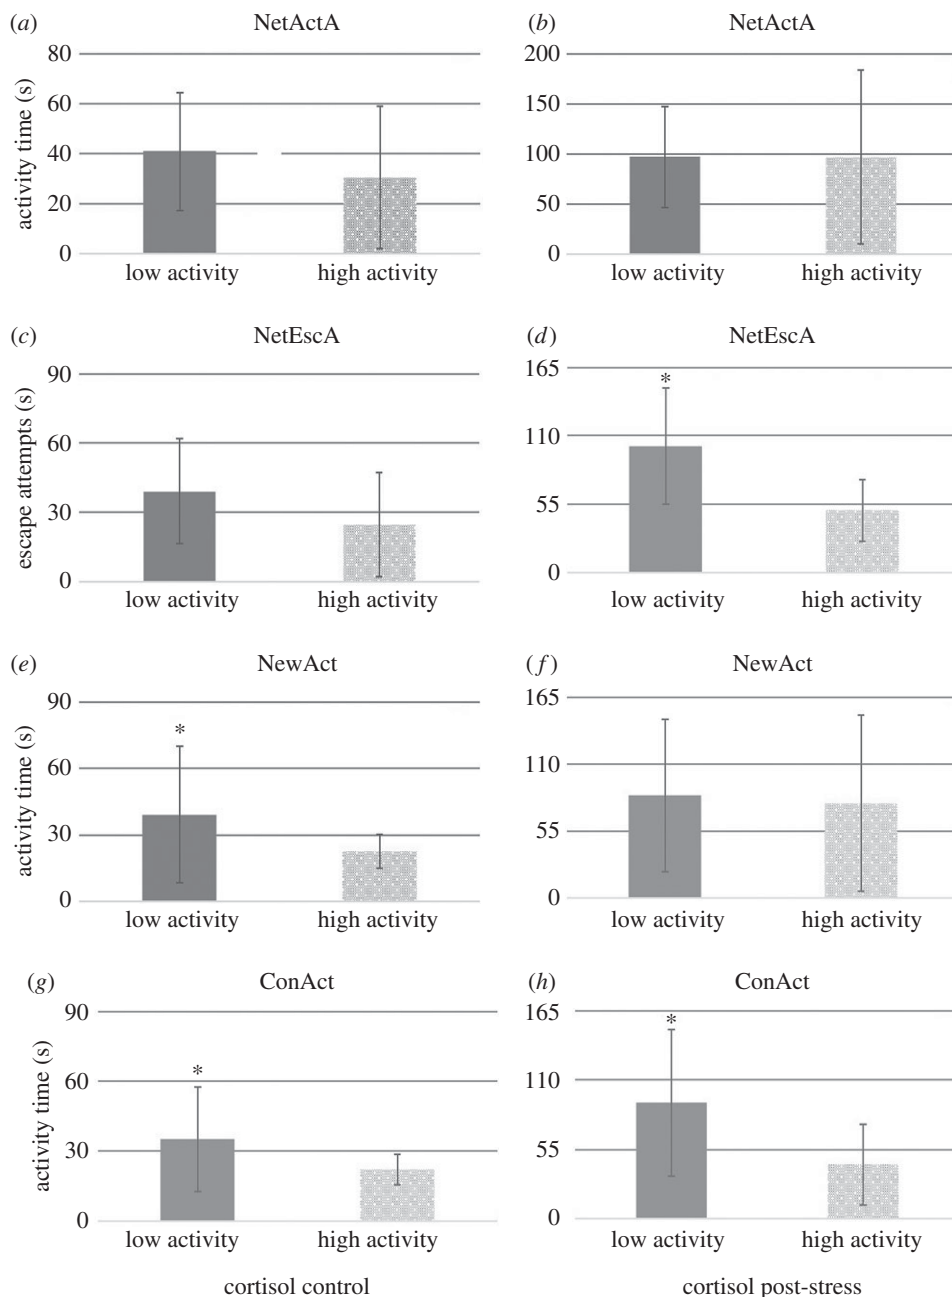 (a) NetActA
activity time (s)
80
60
40
20
0
low activity high activity
(b) NetActA
200
150
100
50
0
low activity high activity
(c) NetEscA
escape attempts (s)
90
60
30
0
low activity high activity
(d) NetEscA
165
110
55
0
*
low activity high activity
(e) NewAct
activity time (s)
90
60
30
0
*
low activity high activity
(f) NewAct
165
110
55
0
low activity high activity
(g) ConAct
activity time (s)
90
60
30
0
*
low activity high activity
cortisol control
(h) ConAct
165
110
55
0
*
low activity high activity
cortisol post-stress